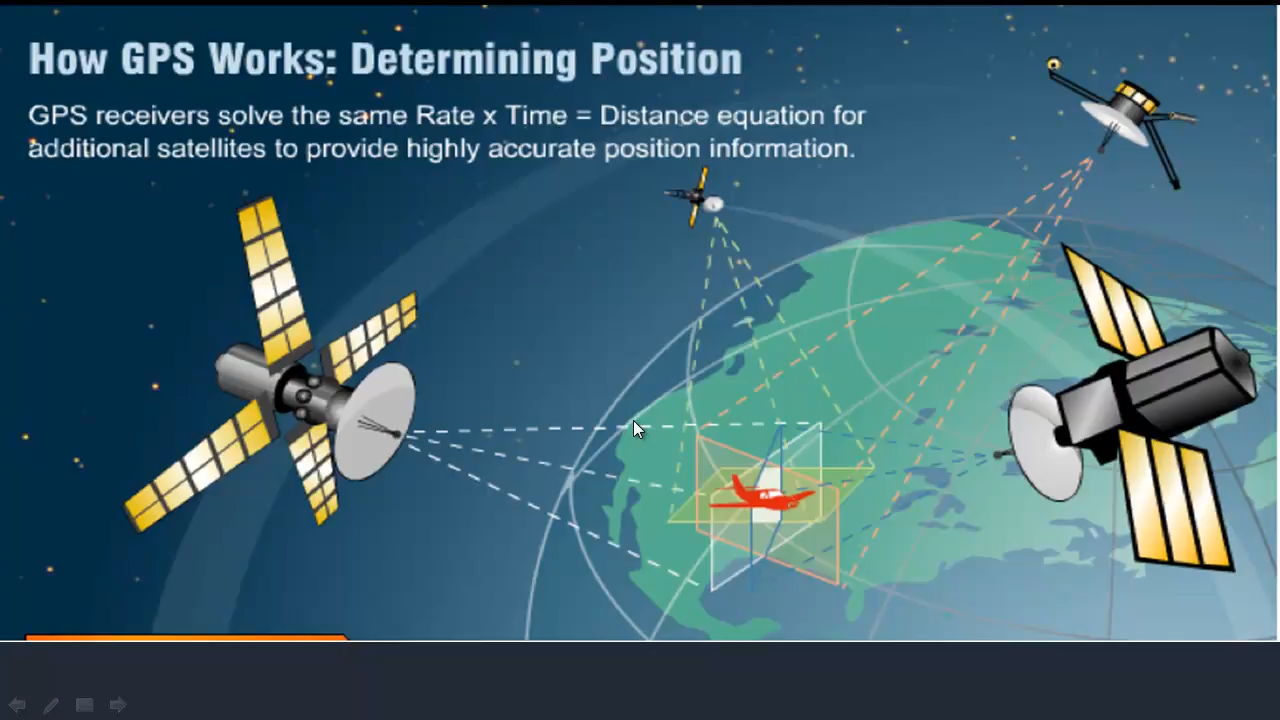 How GPS Works: Determining Position
GPS receivers solve the same Rate x Time = Distance equation for
additional satellites to provide highly accurate position information.